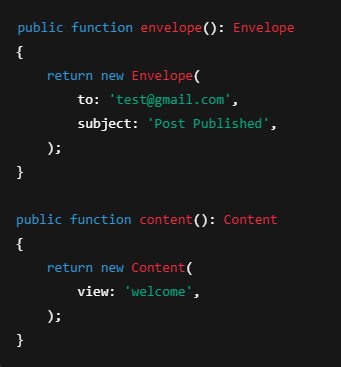 public function envelope(): Envelope
{
    return new Envelope(
        to: 'test@gmail.com',
        subject: 'Post Published',
    );
}

public function content(): Content
{
    return new Content(
        view: 'welcome',
    );
}